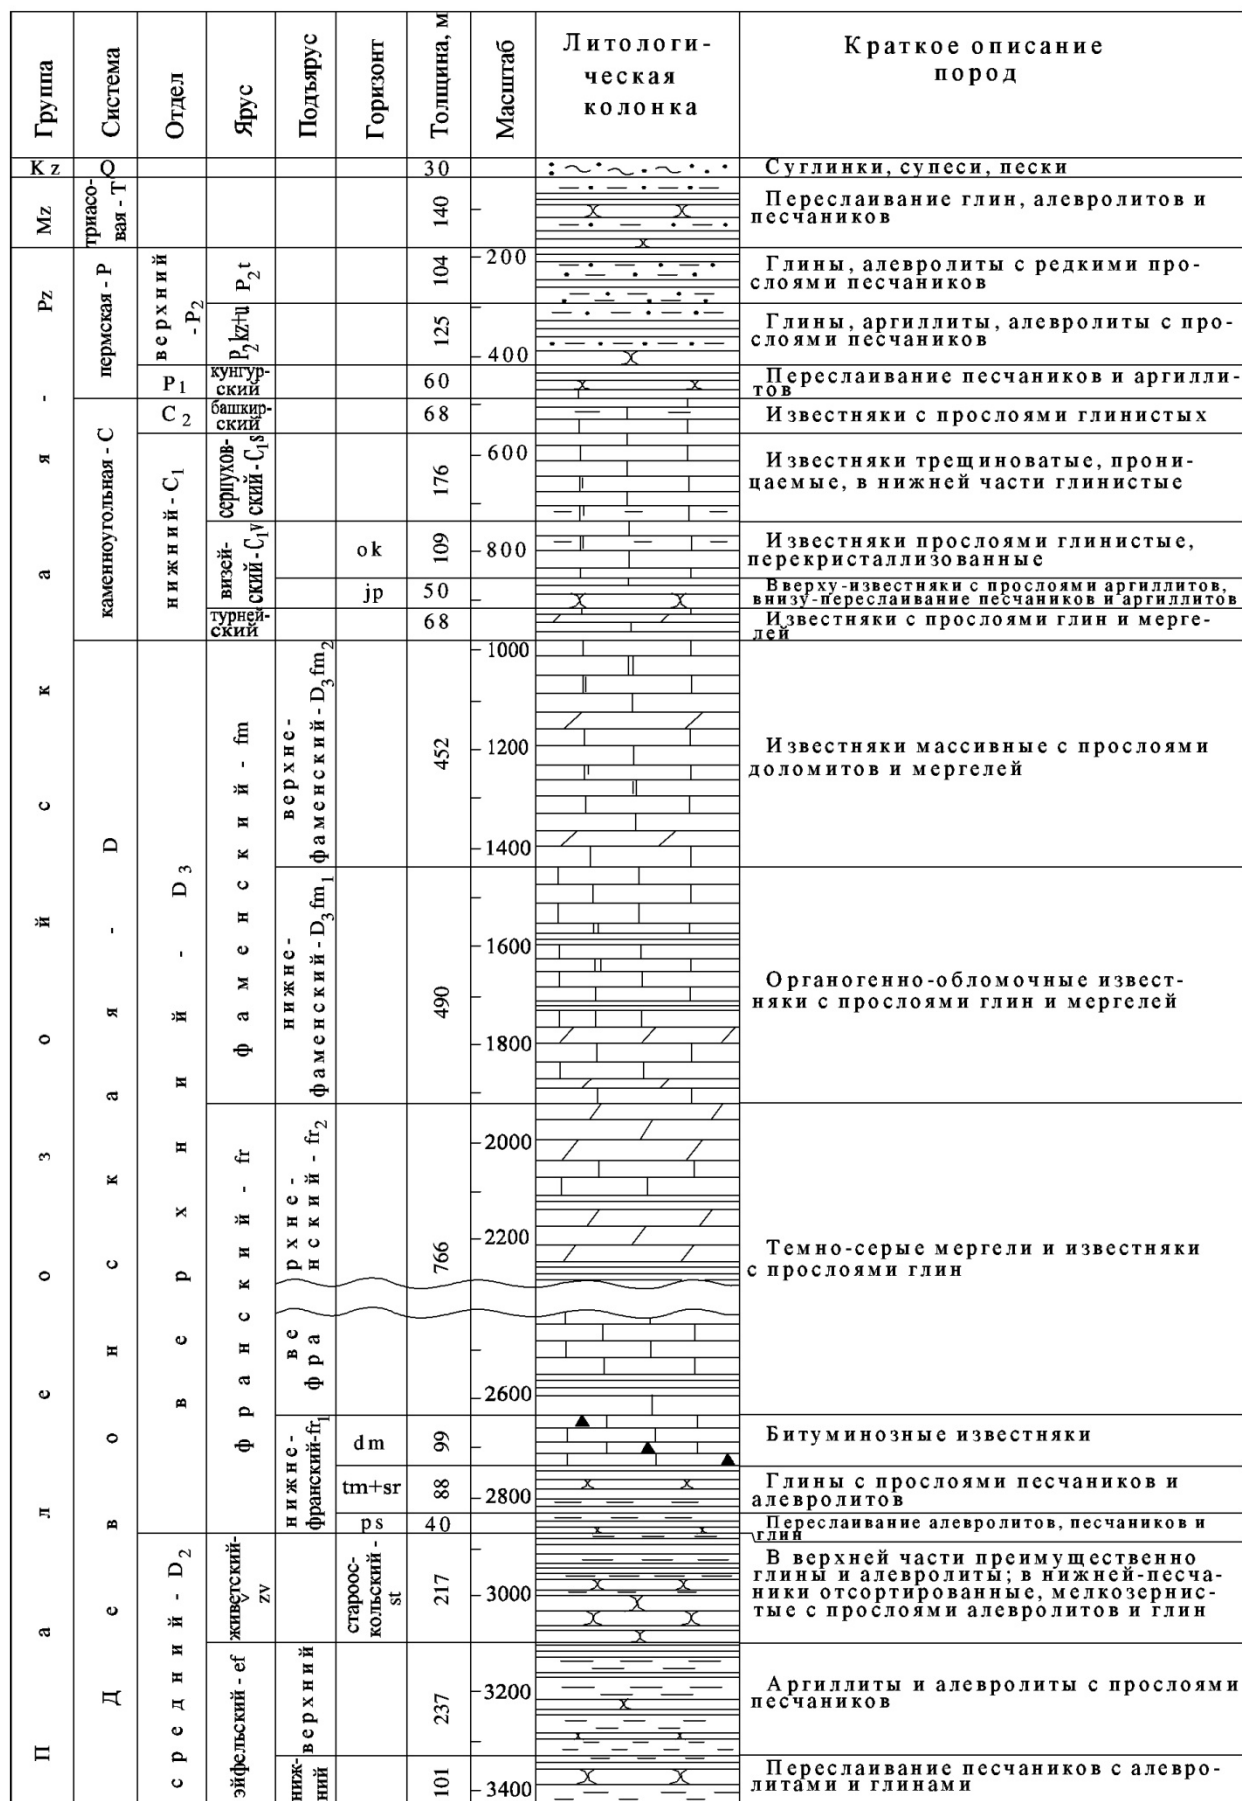 Группа
Система
Отдел
Ярус
Подъярус
Горизонт
Толщина, м
Масштаб
Литологи-
ческая
колонка
Краткое описание
пород
Kz
Q
30
Суглинки, супеси, пески
Mz
триасо-
вая - Т
140
Переслаивание глин, алевролитов и
песчаников
Палеозойская - Pz
пермская - Р
верхний
- P2
P2t
104
200
Глины, алевролиты с редкими про-
слоями песчаников
p2kz+u
125
400
Глины, аргиллиты, алевролиты с про-
слоями песчаников
P1
кунгур-
ский
60
Переслаивание песчаников и аргилли-
тов
каменноугольная - С
C2
башкир-
ский
68
Известняки с прослоями глинистых
нижний - C1
серпухов-
ский - C1s
176
600
Известняки трещиноватые, прони-
цаемые, в нижней части глинистые
визей-
ский - C1v
ok
109
800
Известняки прослоями глинистые,
перекристаллизованные
jp
50
Вверху-известняки с прослоями аргиллитов,
внизу-переслаивание песчаников и аргиллитов
турней-
ский
68
Известняки с прослоями глин и мерге-
лей
Девонская - D
верхний - D3
фаменский - fm
верхне-
фаменский - D3fm2
452
1000
1200
1400
Известняки массивные с прослоями
доломитов и мергелей
нижне-
фаменский - D3fm1
490
1600
1800
Органогенно-обломочные извест-
няки с прослоями глин и мергелей
франский - fr
верхне-
франский - fr2
766
2000
2200
2600
Темно-серые мергели и известняки
с прослоями глин
нижне-
франский-fr1
dm
99
Битуминозные известняки
tm+sr
88
2800
Глины с прослоями песчаников и
алевролитов
ps
40
Переслаивание алевролитов, песчаников и
глин
средний - D2
живетский-
zv
староос-
кольский -
st
217
3000
В верхней части преимущественно
глины и алевролиты; в нижней-песча-
ники отсортированные, мелкозернис-
тые с прослоями алевролитов и глин
эйфельский - ef
верхний
237
3200
Аргиллиты и алевролиты с прослоями
песчаников
ниж-
ний
101
3400
Переслаивание песчаников с алевро-
литами и глинами